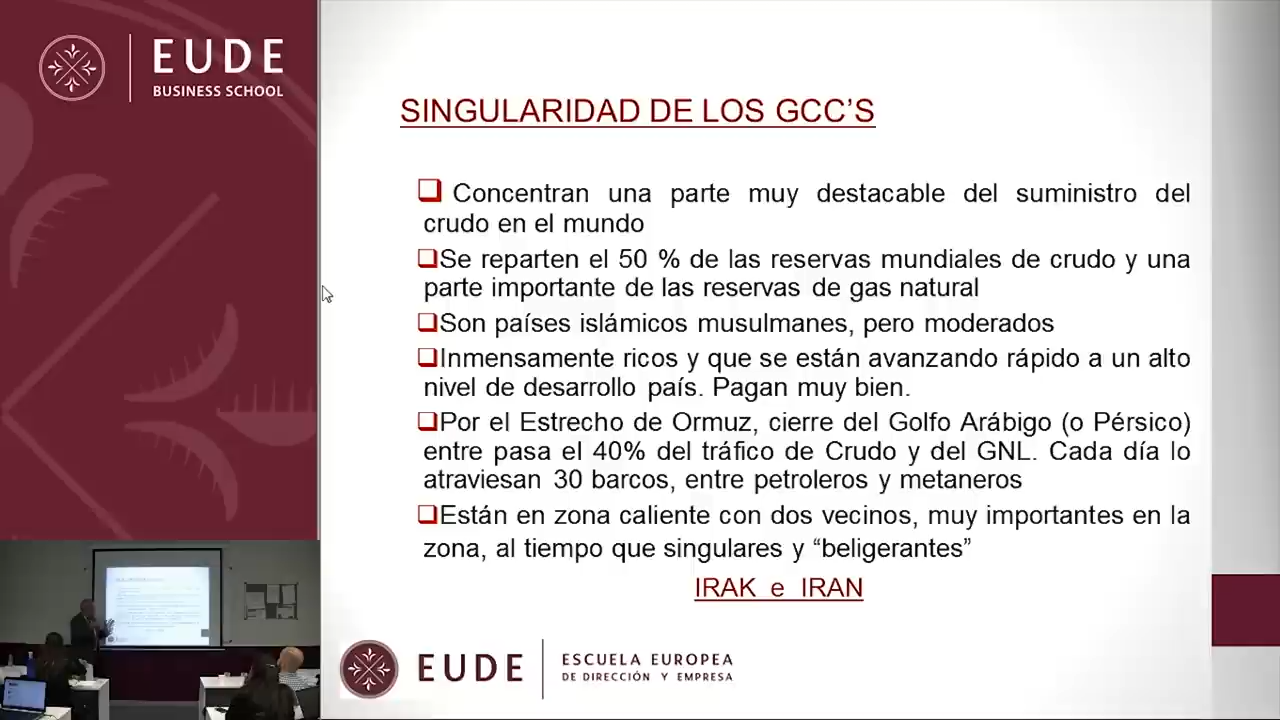 EUDE
BUSINESS SCHOOL
SINGULARIDAD DE LOS GCC’S
Concentran una parte muy destacable del suministro del
crudo en el mundo
Se reparten el 50 % de las reservas mundiales de crudo y una
parte importante de las reservas de gas natural
Son países islámicos musulmanes, pero moderados
Inmensamente ricos y que se están avanzando rápido a un alto
nivel de desarrollo país. Pagan muy bien.
Por el Estrecho de Ormuz, cierre del Golfo Arábigo (o Pérsico)
entre pasa el 40% del tráfico de Crudo y del GNL. Cada día lo
atraviesan 30 barcos, entre petroleros y metaneros
Están en zona caliente con dos vecinos, muy importantes en la
zona, al tiempo que singulares y “beligerantes”
IRAK e IRAN
EUDE
ESCUELA EUROPEA
DE DIRECCIÓN Y EMPRESA